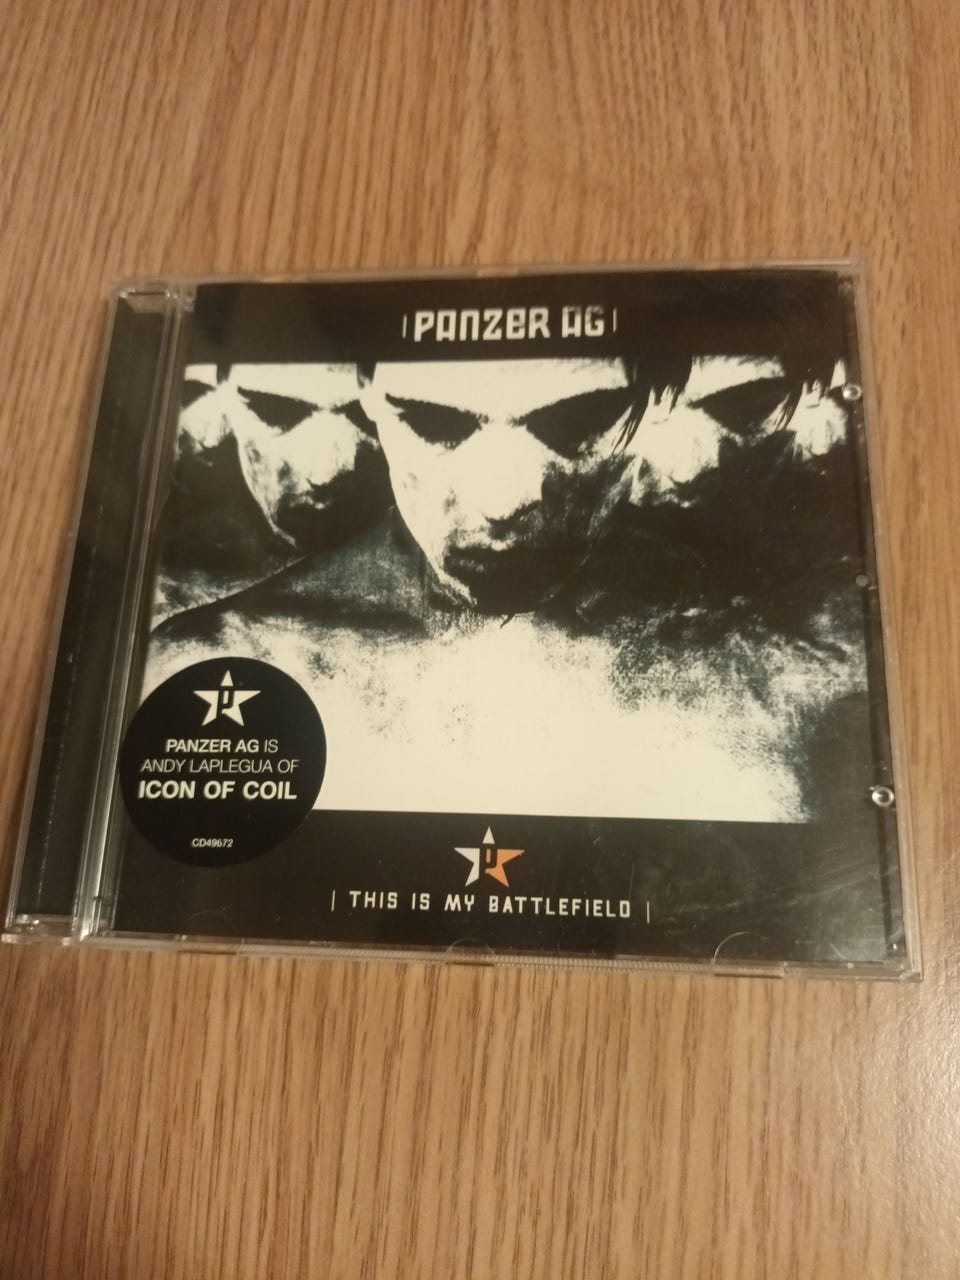 |PANZER AG|
P
PANZER AG IS
ANDY LAPLEGUA OF
ICON OF COIL
CD49672
P
| THIS IS MY BATTLEFIELD |